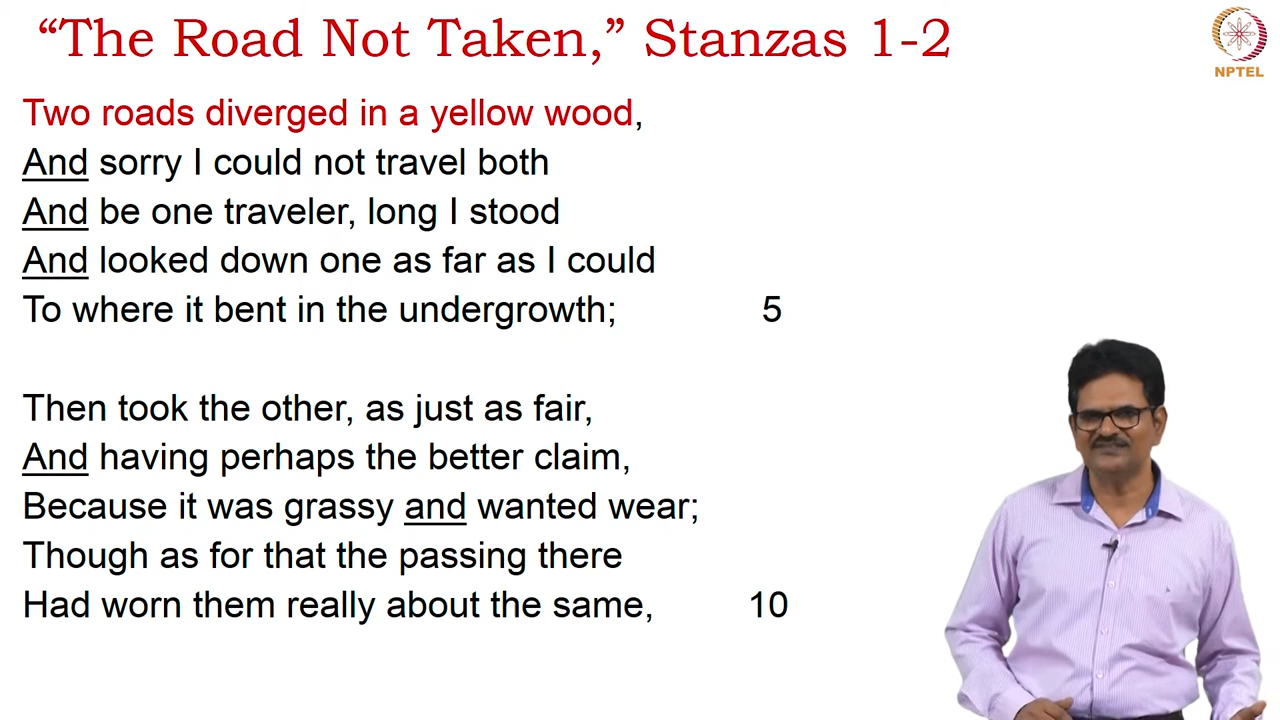 “The Road Not Taken,” Stanzas 1-2
NPTEL
Two roads diverged in a yellow wood,
And sorry I could not travel both
And be one traveler, long I stood
And looked down one as far as I could
To where it bent in the undergrowth; 5
Then took the other, as just as fair,
And having perhaps the better claim,
Because it was grassy and wanted wear;
Though as for that the passing there
Had worn them really about the same, 10